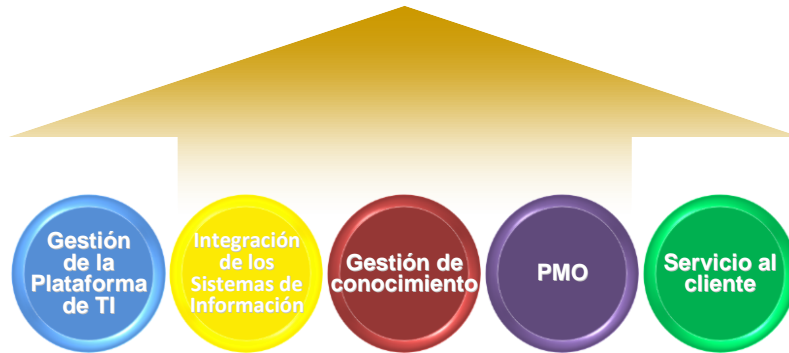 Gestión
de la
Plataforma
de TI
Integración
de los
Sistemas de
Información
Gestión de
conocimiento
PMO
Servicio al
cliente